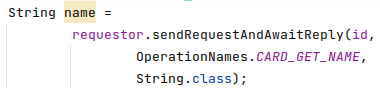 String name =
requestor.sendRequestAndAwaitReply(id,
OperationNames.CARD_GET_NAME,
String.class);